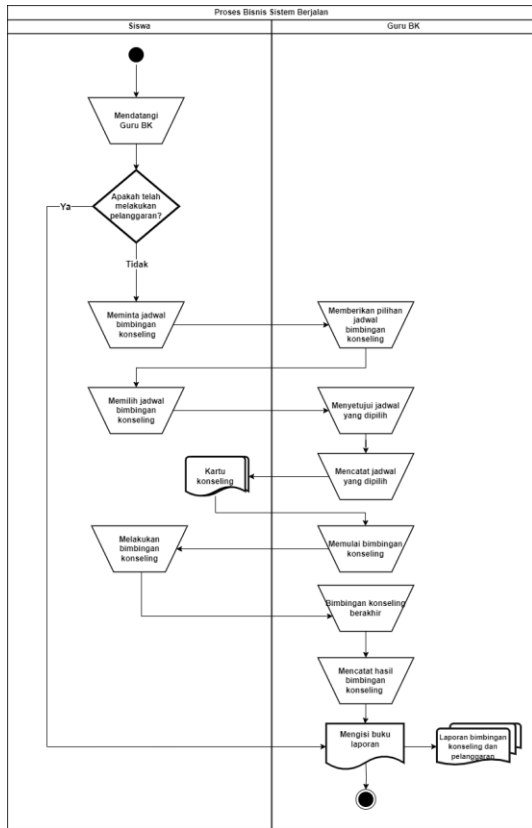 Proses Bisnis Sistem Berjalan
Siswa
Guru BK
Mendatangi
Guru BK
Apakah telah
melakukan
pelanggaran?
Ya
Tidak
Meminta jadwal
bimbingan
konseling
Memberikan pilihan
jadwal
bimbingan
konseling
Memilih jadwal
bimbingan
konseling
Menyetujui jadwal
yang dipilih
Mencatat jadwal
yang dipilih
Kartu
konseling
Memulai bimbingan
konseling
Melakukan
bimbingan
konseling
Bimbingan konseling
berakhir
Mencatat hasil
bimbingan
konseling
Mengisi buku
laporan
Laporan bimbingan
konseling dan
pelanggaran